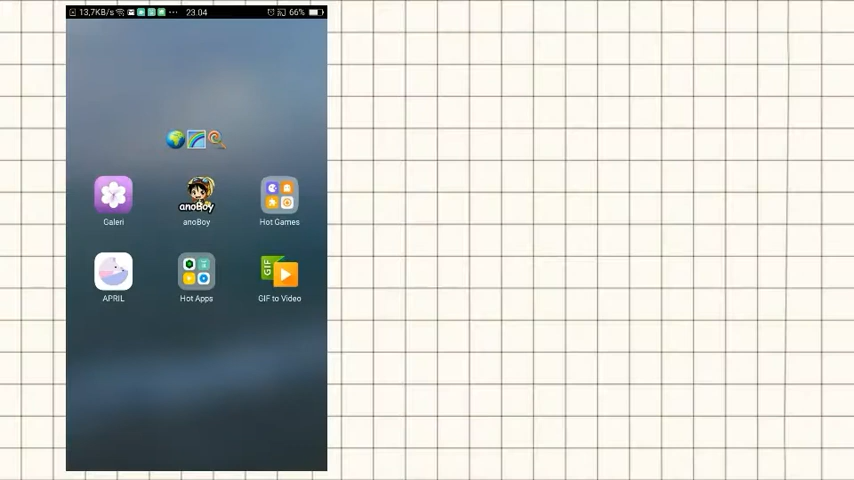 13,7KB/s 23.04 66%
Galeri anoBoy Hot Games
anoBoy
APRIL Hot Apps GIF to Video
GIF